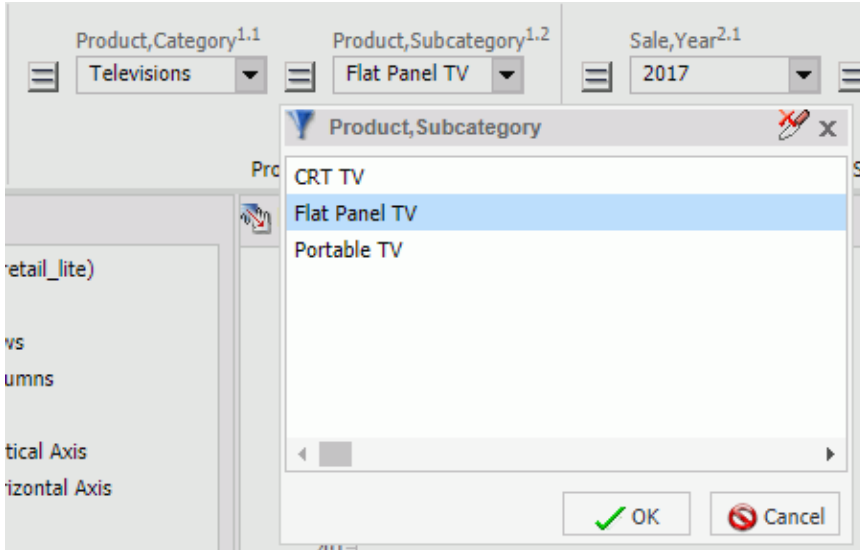 Product,Category1.1
Product,Subcategory1.2
Sale,Year2.1
Televisions
Flat Panel TV
2017
Product,Subcategory
Pro
CRT TV
Flat Panel TV
Portable TV
etail_lite)
ws
umns
tical Axis
rizontal Axis
OK
Cancel